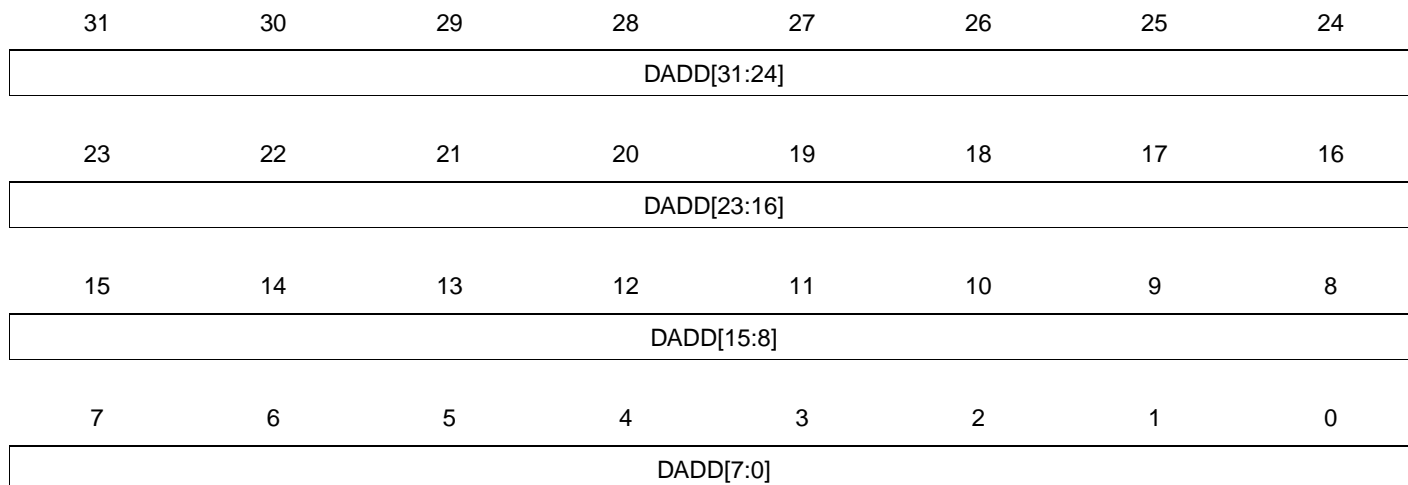 31 30 29 28 27 26 25 24
DADD[31:24]
23 22 21 20 19 18 17 16
DADD[23:16]
15 14 13 12 11 10 9 8
DADD[15:8]
7 6 5 4 3 2 1 0
DADD[7:0]